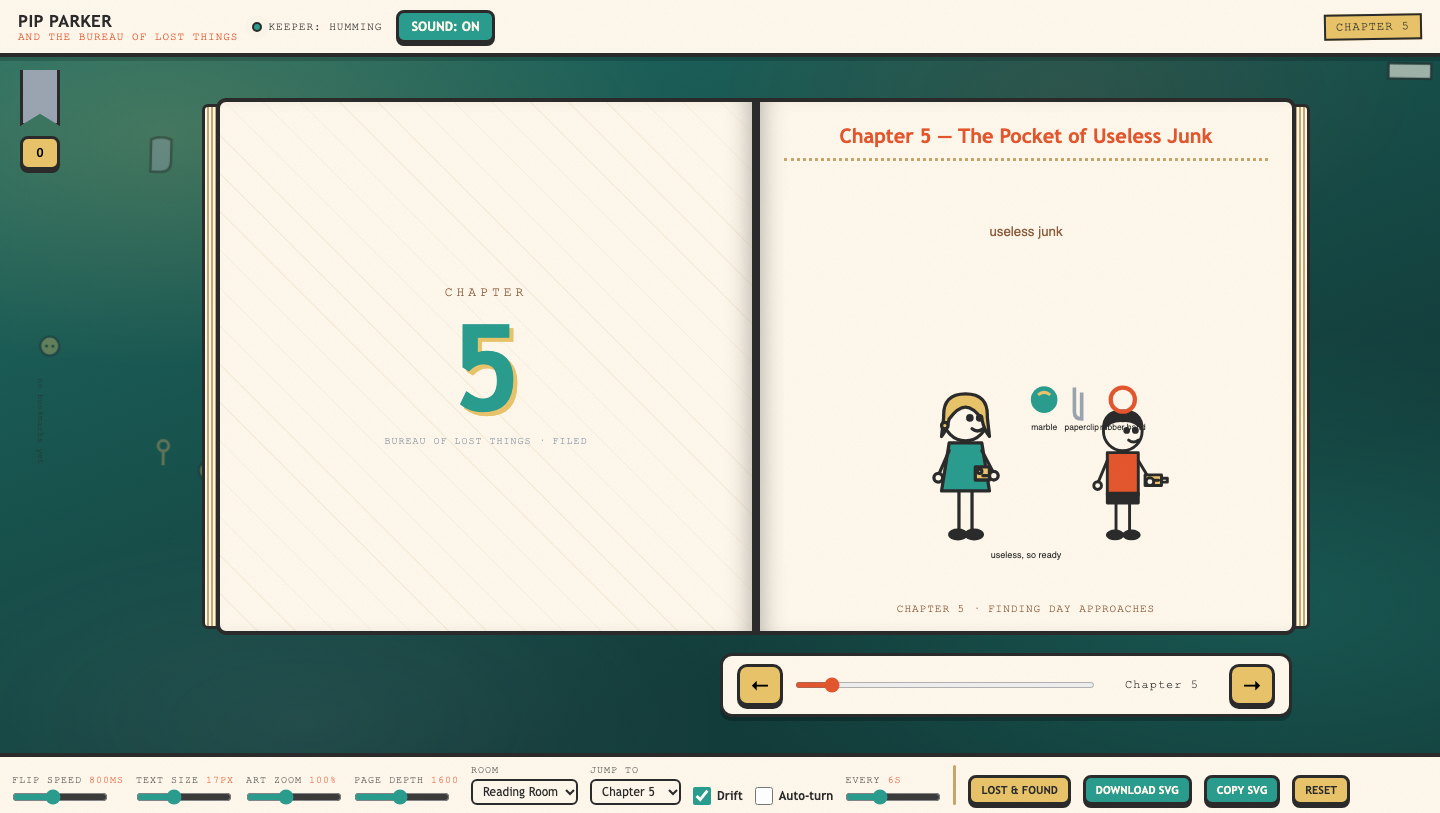 PIP PARKER
AND THE BUREAU OF LOST THINGS
KEEPER: HUMMING
SOUND: ON
CHAPTER 5
0
CHAPTER
5
BUREAU OF LOST THINGS · FILED
Chapter 5 — The Pocket of Useless Junk
useless junk
marble paperclip rubber band
useless, so ready
CHAPTER 5 · FINDING DAY APPROACHES
← Chapter 5 →
FLIP SPEED 800MS
TEXT SIZE 17PX
ART ZOOM 100%
PAGE DEPTH 1600
ROOM
Reading Room
JUMP TO
Chapter 5
Drift
Auto-turn
EVERY 6S
LOST & FOUND
DOWNLOAD SVG
COPY SVG
RESET